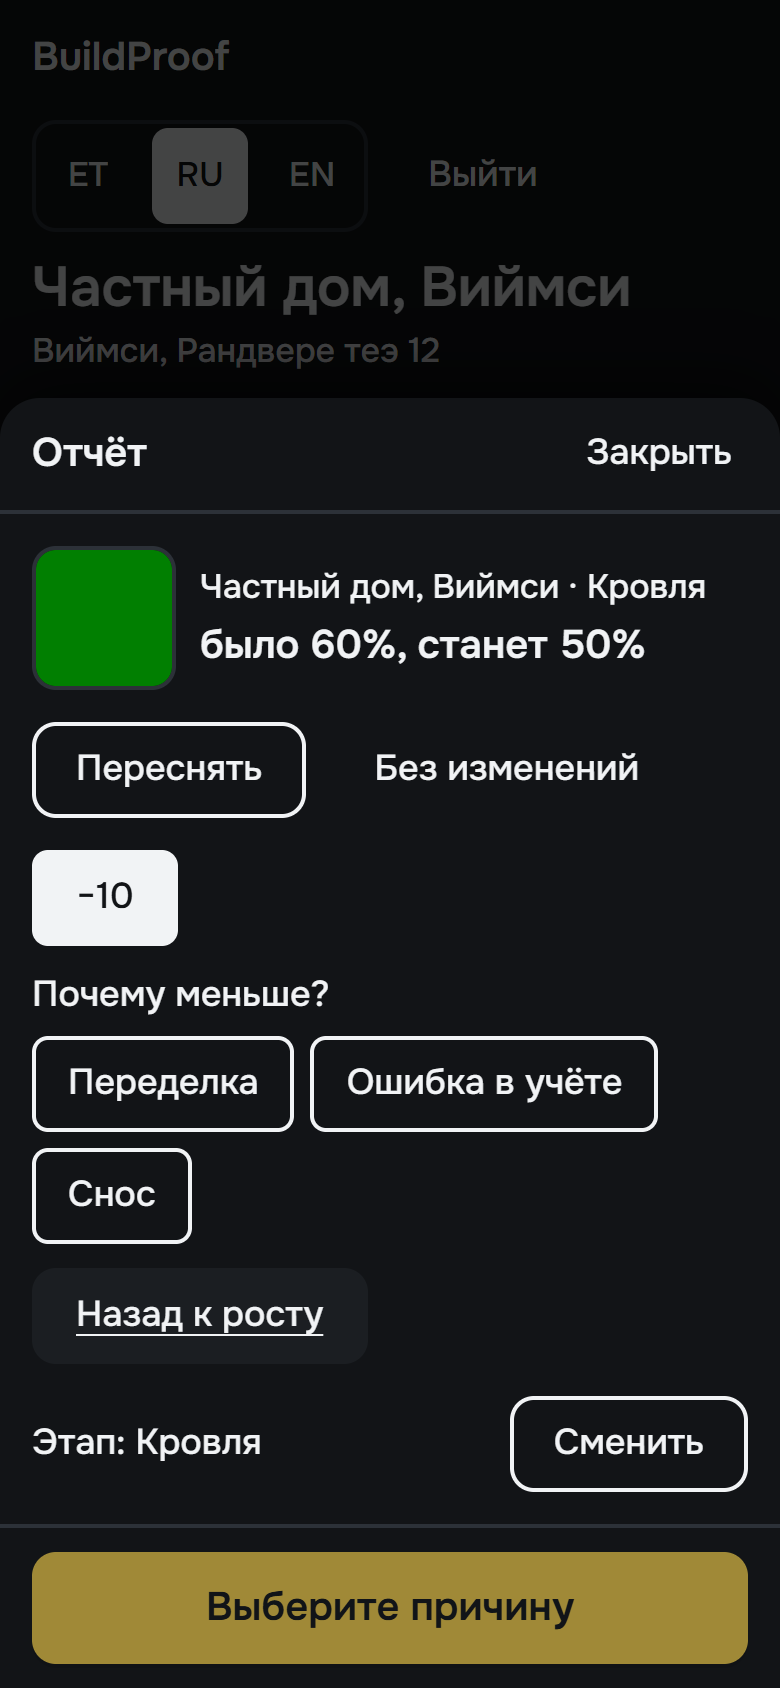 BuildProof
ET RU EN Выйти
Частный дом, Виймси
Виймси, Рандвере теэ 12
Отчёт Закрыть
Частный дом, Виймси · Кровля
было 60%, станет 50%
Переснять Без изменений
−10
Почему меньше?
Переделка Ошибка в учёте
Снос
Назад к росту
Этап: Кровля Сменить
Выберите причину